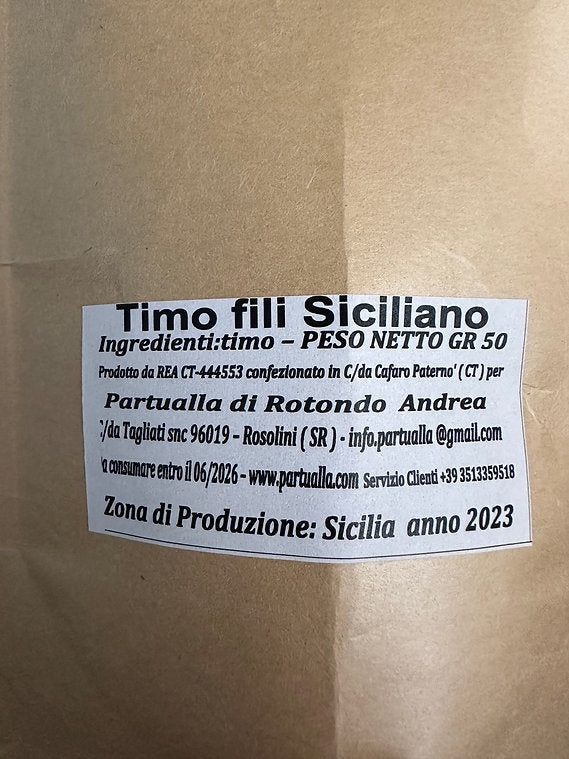 Timo fili Siciliano
Ingredienti:timo – PESO NETTO GR 50
Prodotto da REA CT-444553 confezionato in C/da Cafaro Paterno' ( CT ) per
Partualla di Rotondo Andrea
C/da Tagliati snc 96019 - Rosolini ( SR ) - info.partualla @gmail.com
a consumare entro il 06/2026 - www.partualla.com Servizio Clienti +39 3513359518
Zona di Produzione: Sicilia anno 2023